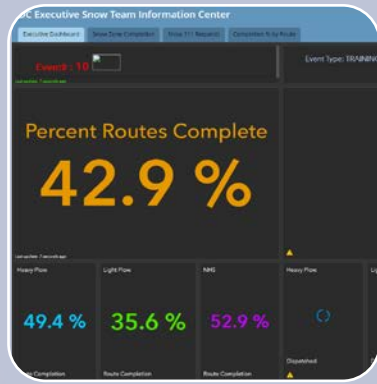 DC Executive Snow Team Information Center
Executive Dashboard
Snow Zone Completion
Snow 311 Requests
Completion % by Route
Event#: 10
Event Type: TRAINING
Percent Routes Complete
42.9 %
Heavy Plow
Light Plow
NHS
Heavy Plow
49.4 %
35.6 %
52.9 %
Route Completion
Route Completion
Route Completion
Dispatched